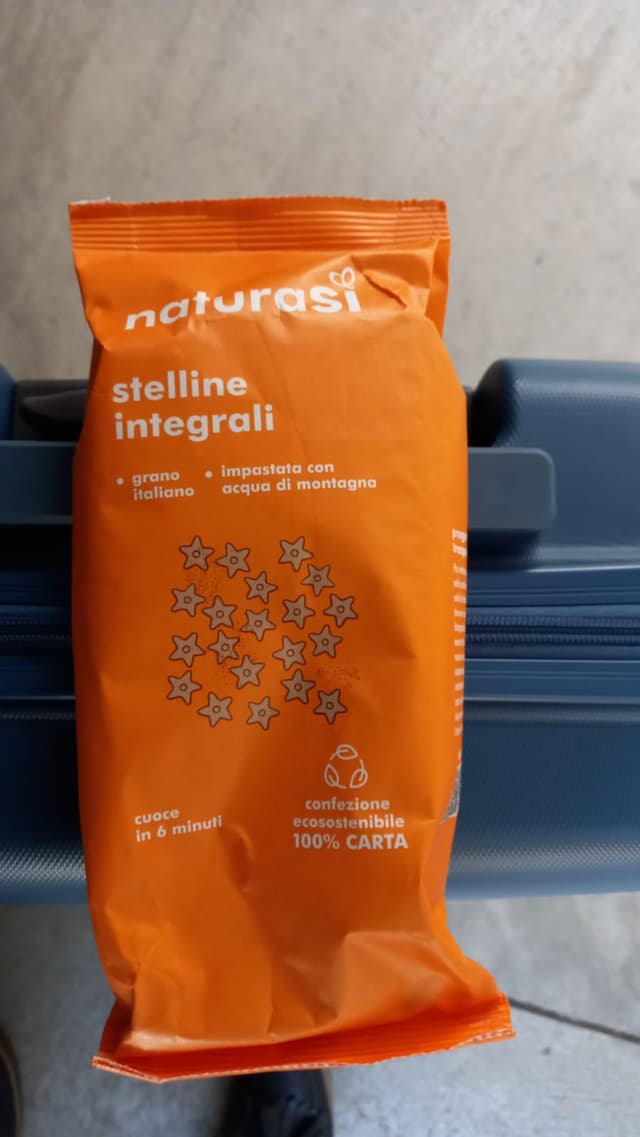 naturasì
stelline
integrali
• grano
italiano
• impastata con
acqua di montagna
cuoce
in 6 minuti
confezione
ecosostenibile
100% CARTA